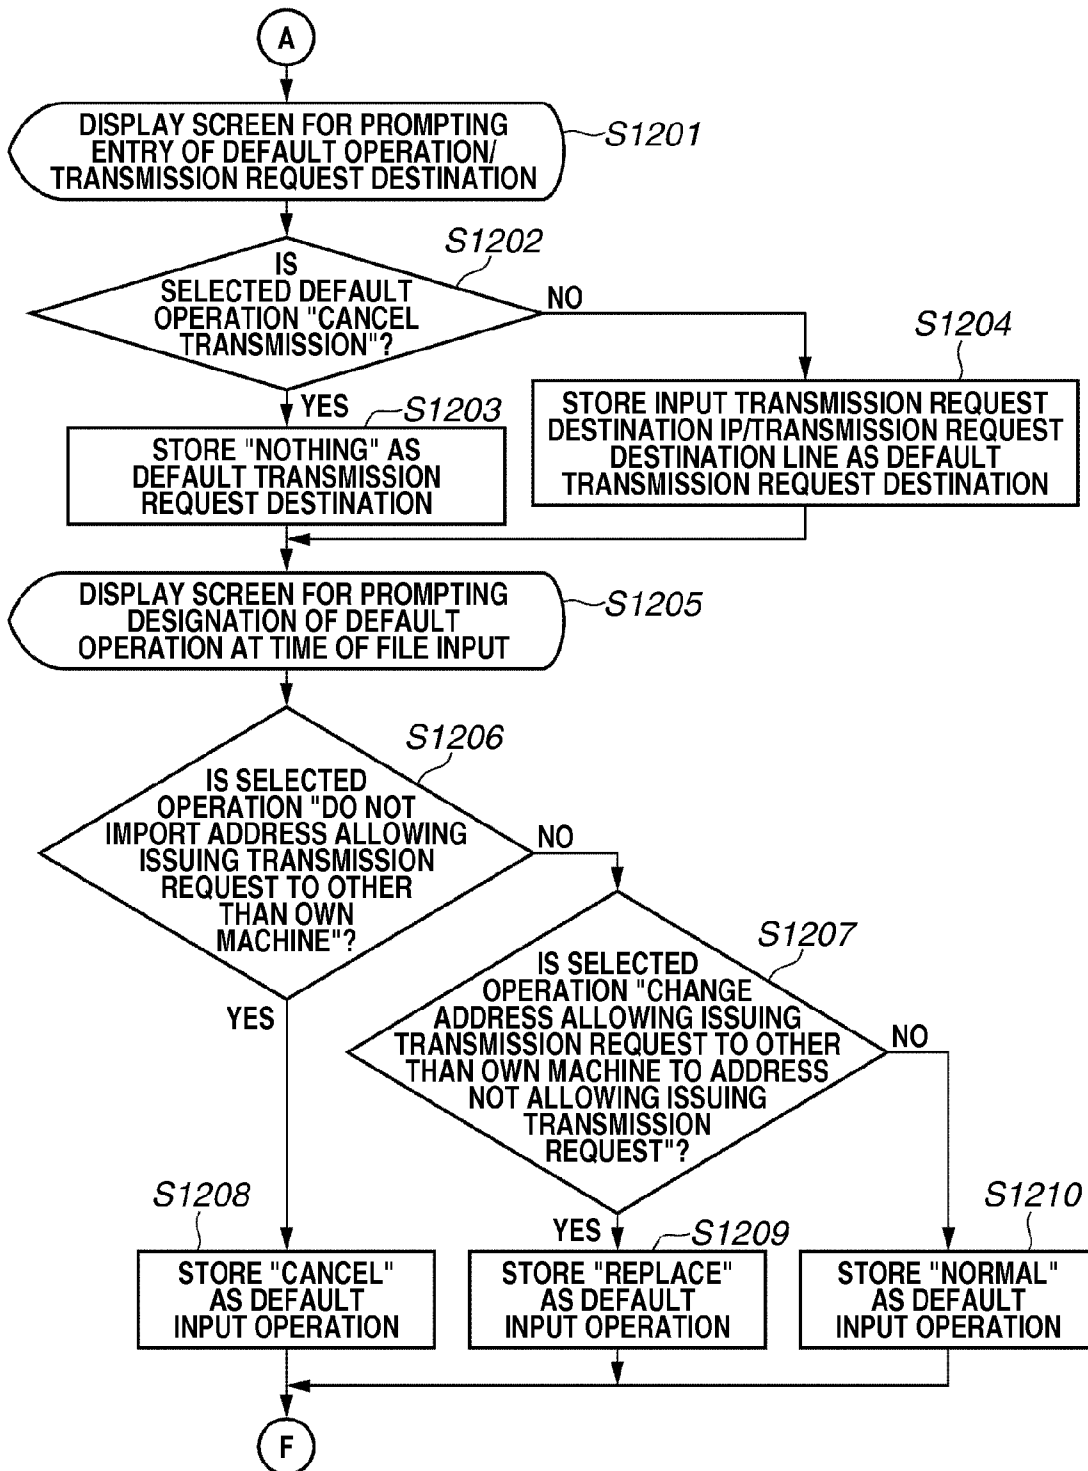 A
DISPLAY SCREEN FOR PROMPTING
ENTRY OF DEFAULT OPERATION/
TRANSMISSION REQUEST DESTINATION
S1201
S1202
IS
SELECTED DEFAULT
OPERATION "CANCEL
TRANSMISSION"?
NO
YES
S1203
STORE "NOTHING" AS
DEFAULT TRANSMISSION
REQUEST DESTINATION
S1204
STORE INPUT TRANSMISSION REQUEST
DESTINATION IP/TRANSMISSION REQUEST
DESTINATION LINE AS DEFAULT
TRANSMISSION REQUEST DESTINATION
DISPLAY SCREEN FOR PROMPTING
DESIGNATION OF DEFAULT
OPERATION AT TIME OF FILE INPUT
S1205
S1206
IS SELECTED
OPERATION "DO NOT
IMPORT ADDRESS ALLOWING
ISSUING TRANSMISSION
REQUEST TO OTHER
THAN OWN
MACHINE"?
NO
YES
S1207
IS SELECTED
OPERATION "CHANGE
ADDRESS ALLOWING ISSUING
TRANSMISSION REQUEST TO OTHER
THAN OWN MACHINE TO ADDRESS
NOT ALLOWING ISSUING
TRANSMISSION
REQUEST"?
NO
YES
S1208
STORE "CANCEL"
AS DEFAULT
INPUT OPERATION
S1209
STORE "REPLACE"
AS DEFAULT
INPUT OPERATION
S1210
STORE "NORMAL"
AS DEFAULT
INPUT OPERATION
F